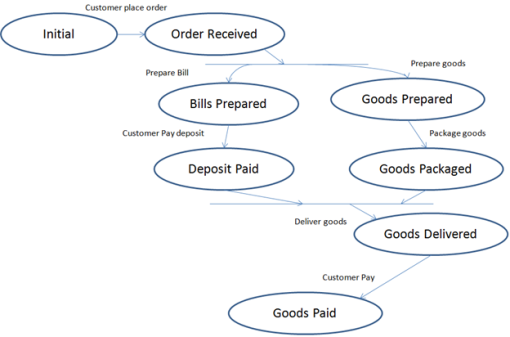 Customer place order
Initial
Order Received
Prepare goods
Prepare Bill
Bills Prepared
Goods Prepared
Customer Pay deposit
Package goods
Deposit Paid
Goods Packaged
Deliver goods
Goods Delivered
Customer Pay
Goods Paid